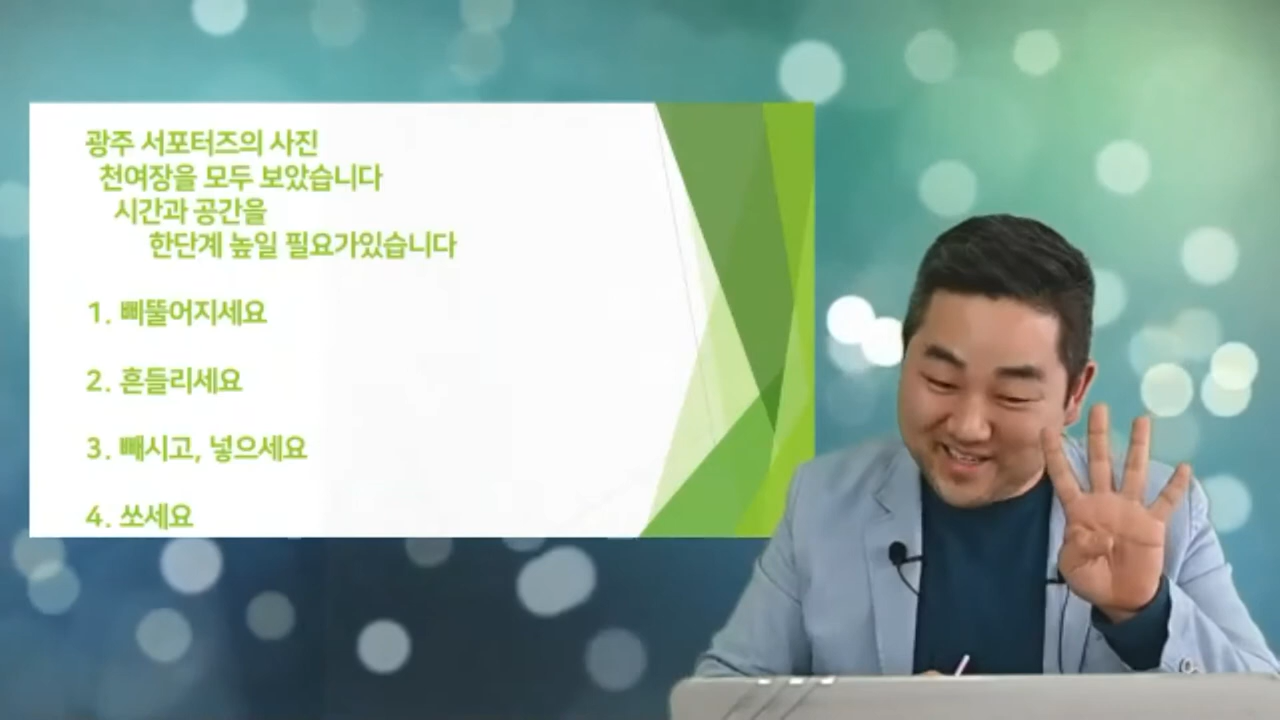 광주 서포터즈의 사진
천여장을 모두 보았습니다
시간과 공간을
한단계 높일 필요가있습니다
1. 삐뚤어지세요
2. 흔들리세요
3. 빼시고, 넣으세요
4. 쏘세요